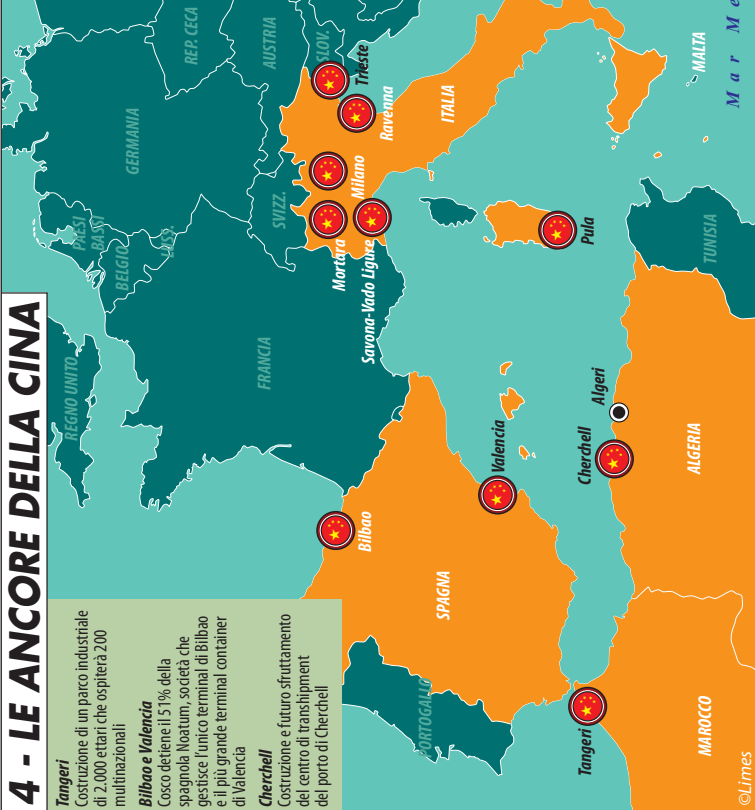 4 - LE ANCORE DELLA CINA
Tangeri
Costruzione di un parco industriale
di 2.000 ettari che ospiterà 200
multinazionali
Bilbao e Valencia
Cosco detiene il 51% della
spagnola Noatum, società che
gestisce l'unico terminal di Bilbao
e il più grande terminal container
di Valencia
Cherchell
Costruzione e futuro sfruttamento
del centro di transhipment
del porto di Cherchell
REGNO UNITO
PAESI
BASSI
BELGIO
LUSS.
GERMANIA
REP. CECA
AUSTRIA
SLOV.
SVIZZ.
FRANCIA
Trieste
Ravenna
Milano
Mortara
Savona-Vado Ligure
ITALIA
Bilbao
Valencia
SPAGNA
PORTOGALLO
Pula
MALTA
Mar Me
TUNISIA
Algeri
Cherchell
ALGERIA
Tangeri
MAROCCO
©Limes